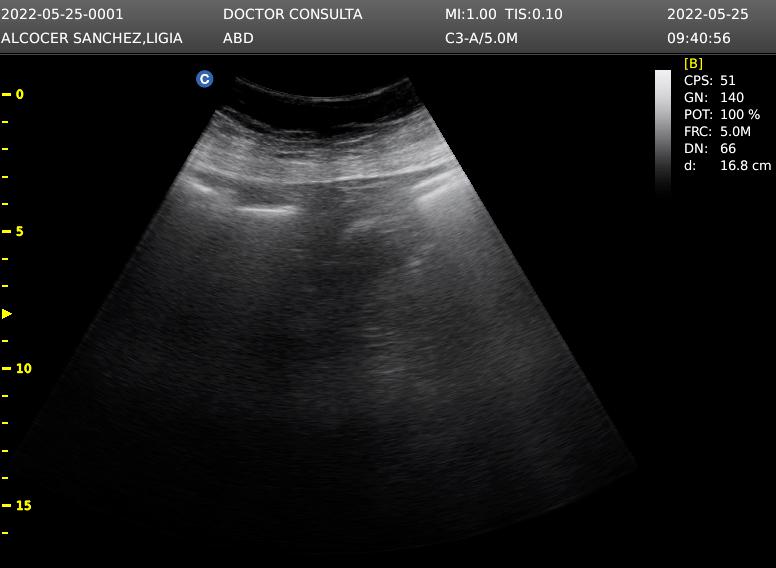 2022-05-25-0001 DOCTOR CONSULTA MI:1.00 TIS:0.10 2022-05-25
ALCOCER SANCHEZ,LIGIA ABD C3-A/5.0M 09:40:56
[B]
C
CPS: 51
0
GN: 140
POT: 100 %
FRC: 5.0M
DN: 66
d: 16.8 cm
5
10
15